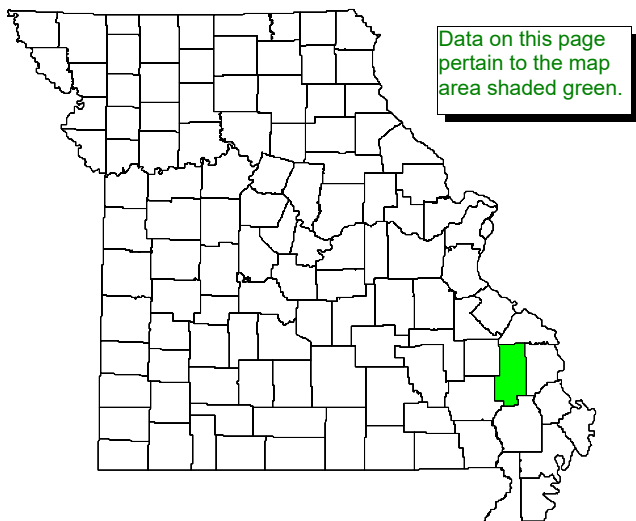 Data on this page
pertain to the map
area shaded green.